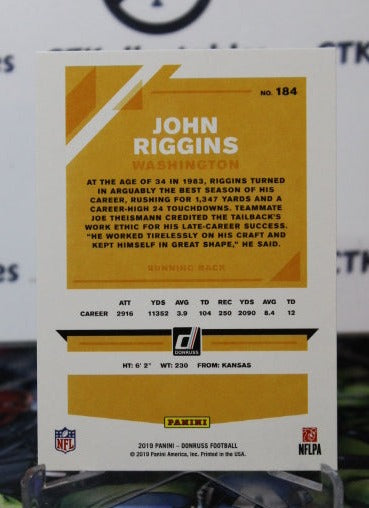 CTK
NO. 184
JOHN
RIGGINS
WASHINGTON
AT THE AGE OF 34 IN 1983, RIGGINS TURNED
IN ARGUABLY THE BEST SEASON OF HIS
CAREER, RUSHING FOR 1,347 YARDS AND A
CAREER-HIGH 24 TOUCHDOWNS. TEAMMATE
JOE THEISMANN CREDITED THE TAILBACK'S
WORK ETHIC FOR HIS LATE-CAREER SUCCESS.
"HE WORKED TIRELESSLY ON HIS CRAFT AND
KEPT HIMSELF IN GREAT SHAPE," HE SAID.
RUNNING BACK
ATT YDS AVG TD REC YDS AVG TD
CAREER 2916 11352 3.9 104 250 2090 8.4 12
DONRUSS
HT: 6' 2" WT: 230 FROM: KANSAS
PANINI
NFL
NFLPA
2019 PANINI - DONRUSS FOOTBALL
© 2019 Panini America, Inc. Printed in the USA.